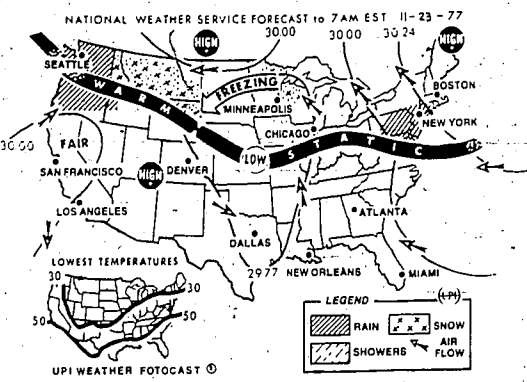 NATIONAL WEATHER SERVICE FORECAST to 7AM EST 11-23-77
30.00
30.00
30.24
HIGH
HIGH
SEATTLE
FREEZING
BOSTON
WARM
MINNEAPOLIS
NEW YORK
CHICAGO
30.00
FAIR
LOW
STATIC
SAN FRANCISCO
HIGH
DENVER
LOS ANGELES
ATLANTA
DALLAS
LOWEST TEMPERATURES
29.77
NEW ORLEANS
MIAMI
30
30
50
50
LEGEND
UPI
RAIN
SNOW
SHOWERS
AIR FLOW
UPI WEATHER FOTOCAST